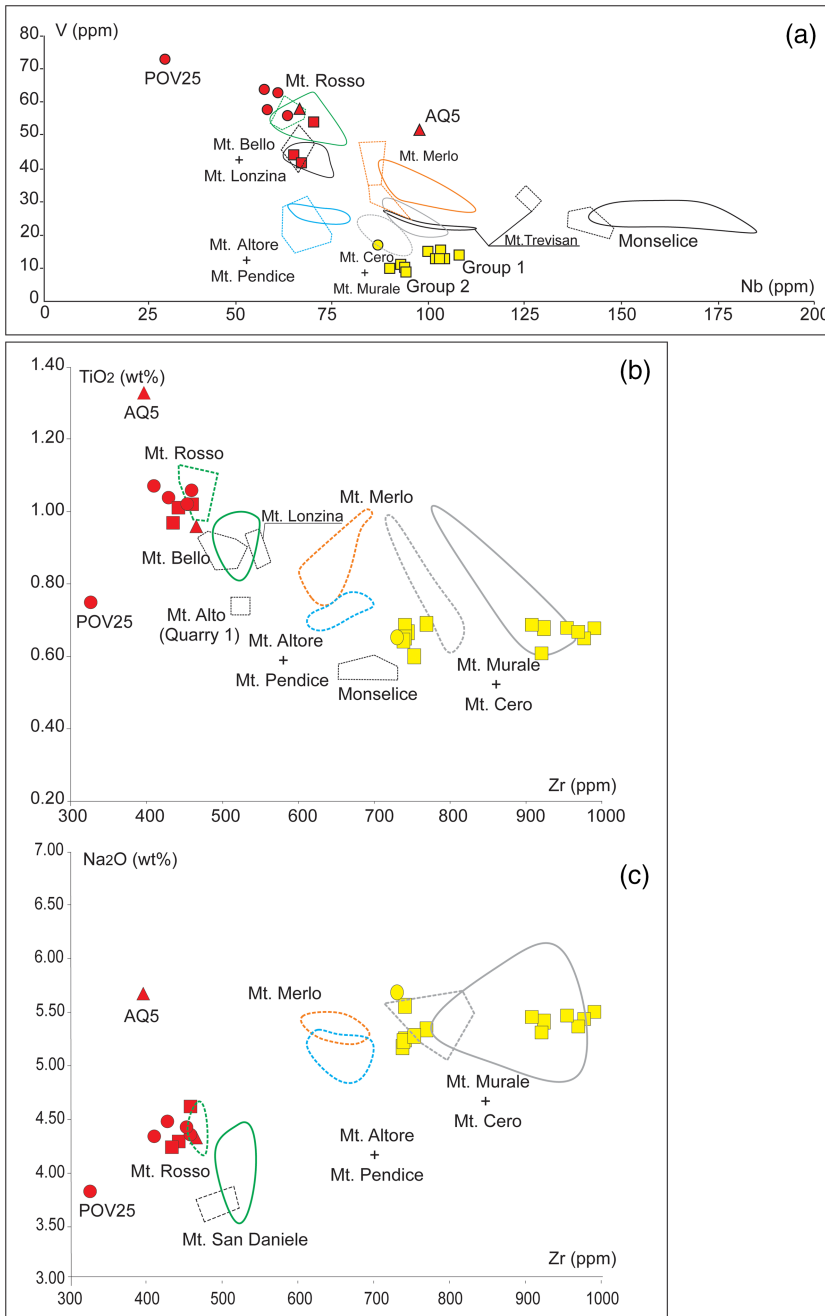 V (ppm)
(a)
80
70
60
50
40
30
20
10
0
POV25
Mt. Rosso
AQ5
Mt. Bello
+
Mt. Lonzina
Mt. Merlo
Mt. Altore
+
Mt. Pendice
Mt. Cero
+
Mt. Murale
Mt.Trevisan
Monselice
Group 1
Group 2
Nb (ppm)
0 50 75 100 125 150 175 200
(b)
TiO2 (wt%)
1.40
1.20
1.00
0.80
0.60
0.40
0.20
AQ5
Mt. Rosso
Mt. Merlo
Mt. Lonzina
Mt. Bello
POV25
Mt. Alto
(Quarry 1)
Mt. Altore
+
Mt. Pendice
Monselice
Mt. Murale
+
Mt. Cero
Zr (ppm)
300 400 500 600 700 800 900 1000
(c)
Na2O (wt%)
7.00
6.50
6.00
5.50
5.00
4.50
4.00
3.50
3.00
AQ5
Mt. Merlo
Mt. Murale
+
Mt. Cero
Mt. Altore
+
Mt. Pendice
Mt. Rosso
POV25
Mt. San Daniele
Zr (ppm)
300 400 500 600 700 800 900 1000